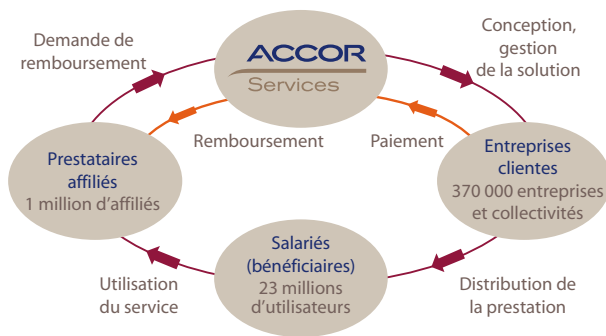 Demande de
remboursement
ACCOR
Services
Conception,
gestion
de la solution
Remboursement
Paiement
Prestataires
affiliés
1 million d’affiliés
Entreprises
clientes
370 000 entreprises
et collectivités
Salariés
(bénéficiaires)
23 millions
d’utilisateurs
Utilisation
du service
Distribution de
la prestation